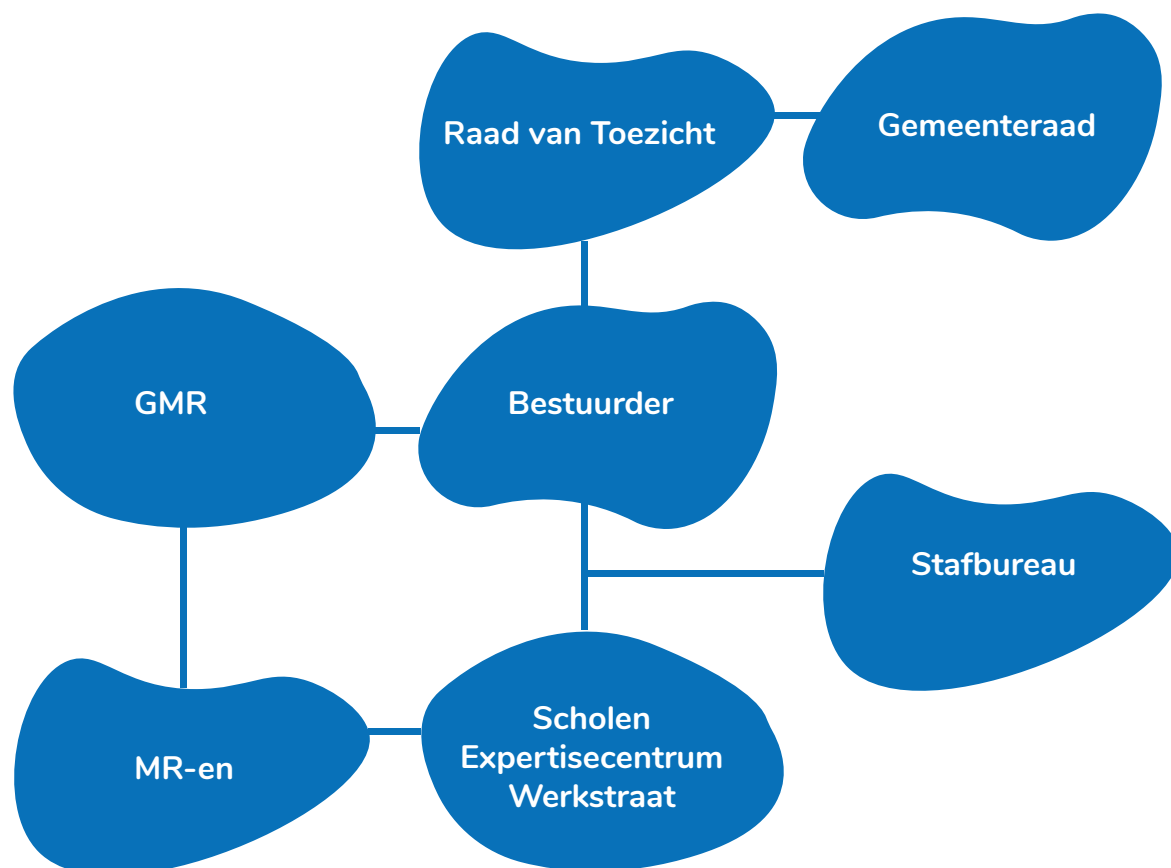 Raad van Toezicht
Gemeenteraad
GMR
Bestuurder
Stafbureau
MR-en
Scholen
Expertisecentrum
Werkstraat